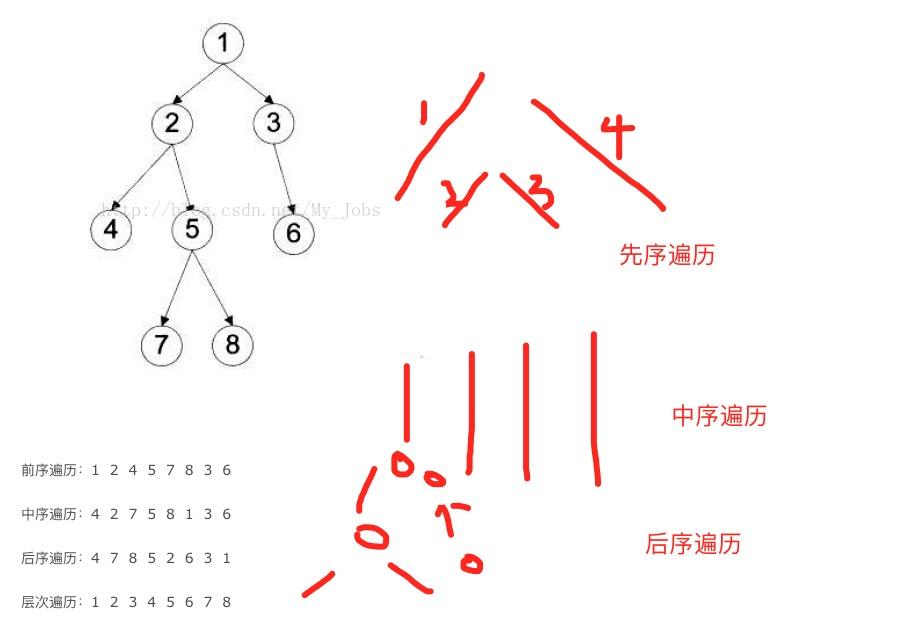 1
2 3
http://blog.csdn.net/My_Jobs
4 5 6
7 8
1
4
2 3
先序遍历
中序遍历
后序遍历
前序遍历：1 2 4 5 7 8 3 6
中序遍历：4 2 7 5 8 1 3 6
后序遍历：4 7 8 5 2 6 3 1
层次遍历：1 2 3 4 5 6 7 8